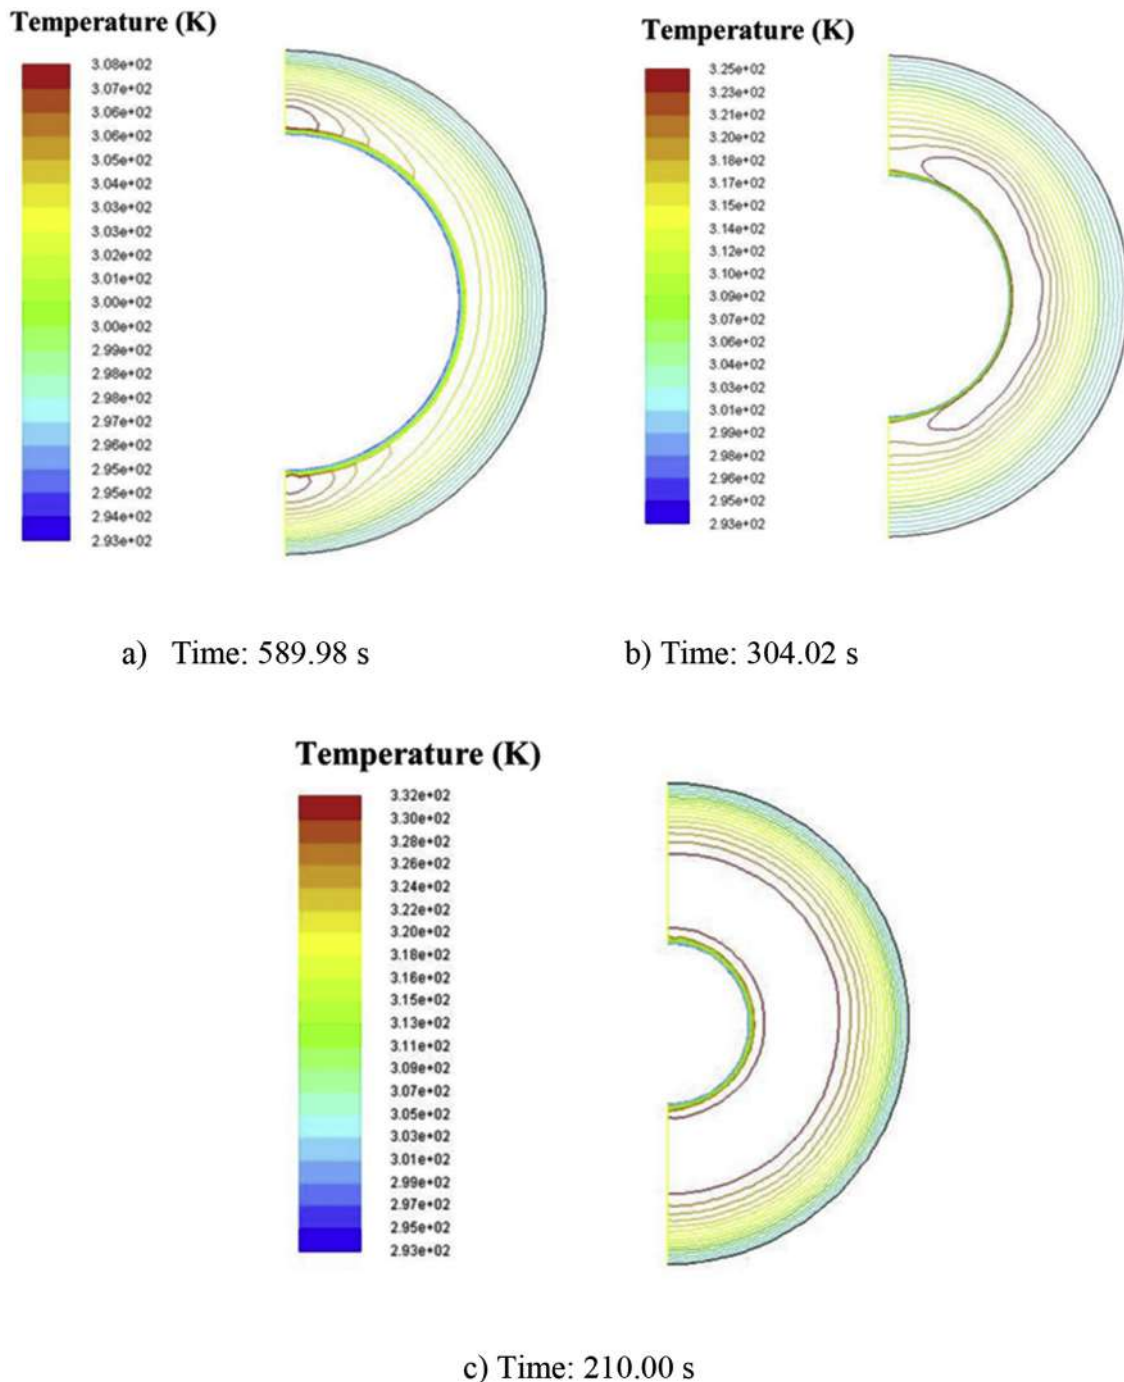 Temperature (K)
3.08e+02
3.07e+02
3.06e+02
3.06e+02
3.05e+02
3.04e+02
3.03e+02
3.03e+02
3.02e+02
3.01e+02
3.00e+02
3.00e+02
2.99e+02
2.98e+02
2.98e+02
2.97e+02
2.96e+02
2.95e+02
2.95e+02
2.94e+02
2.93e+02
Temperature (K)
3.25e+02
3.23e+02
3.21e+02
3.20e+02
3.18e+02
3.17e+02
3.15e+02
3.14e+02
3.12e+02
3.10e+02
3.09e+02
3.07e+02
3.06e+02
3.04e+02
3.03e+02
3.01e+02
2.99e+02
2.98e+02
2.96e+02
2.95e+02
2.93e+02
a) Time: 589.98 s
b) Time: 304.02 s
Temperature (K)
3.32e+02
3.30e+02
3.28e+02
3.26e+02
3.24e+02
3.22e+02
3.20e+02
3.18e+02
3.16e+02
3.15e+02
3.13e+02
3.11e+02
3.09e+02
3.07e+02
3.05e+02
3.03e+02
3.01e+02
2.99e+02
2.97e+02
2.95e+02
2.93e+02
c) Time: 210.00 s